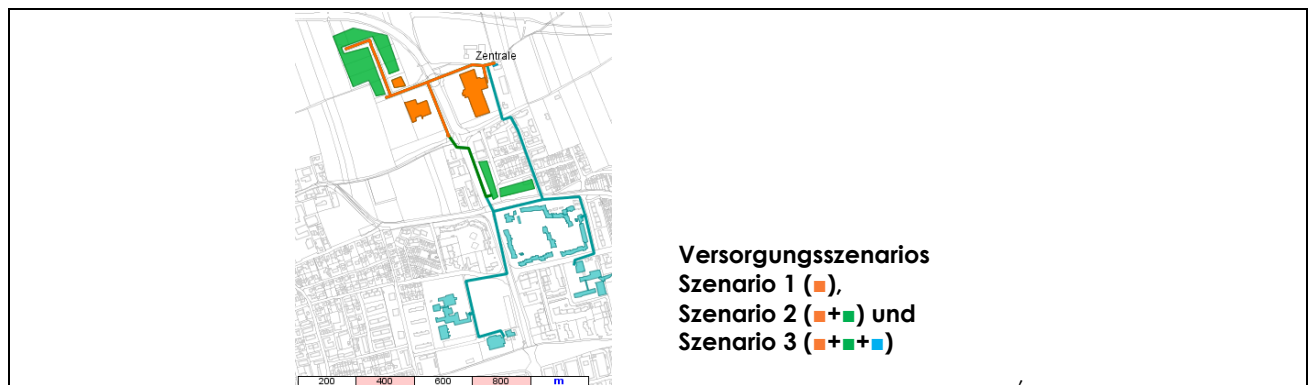 Zentrale
Versorgungsszenarios
Szenario 1 (■),
Szenario 2 (■+■) und
Szenario 3 (■+■+■)
200 400 600 800 m